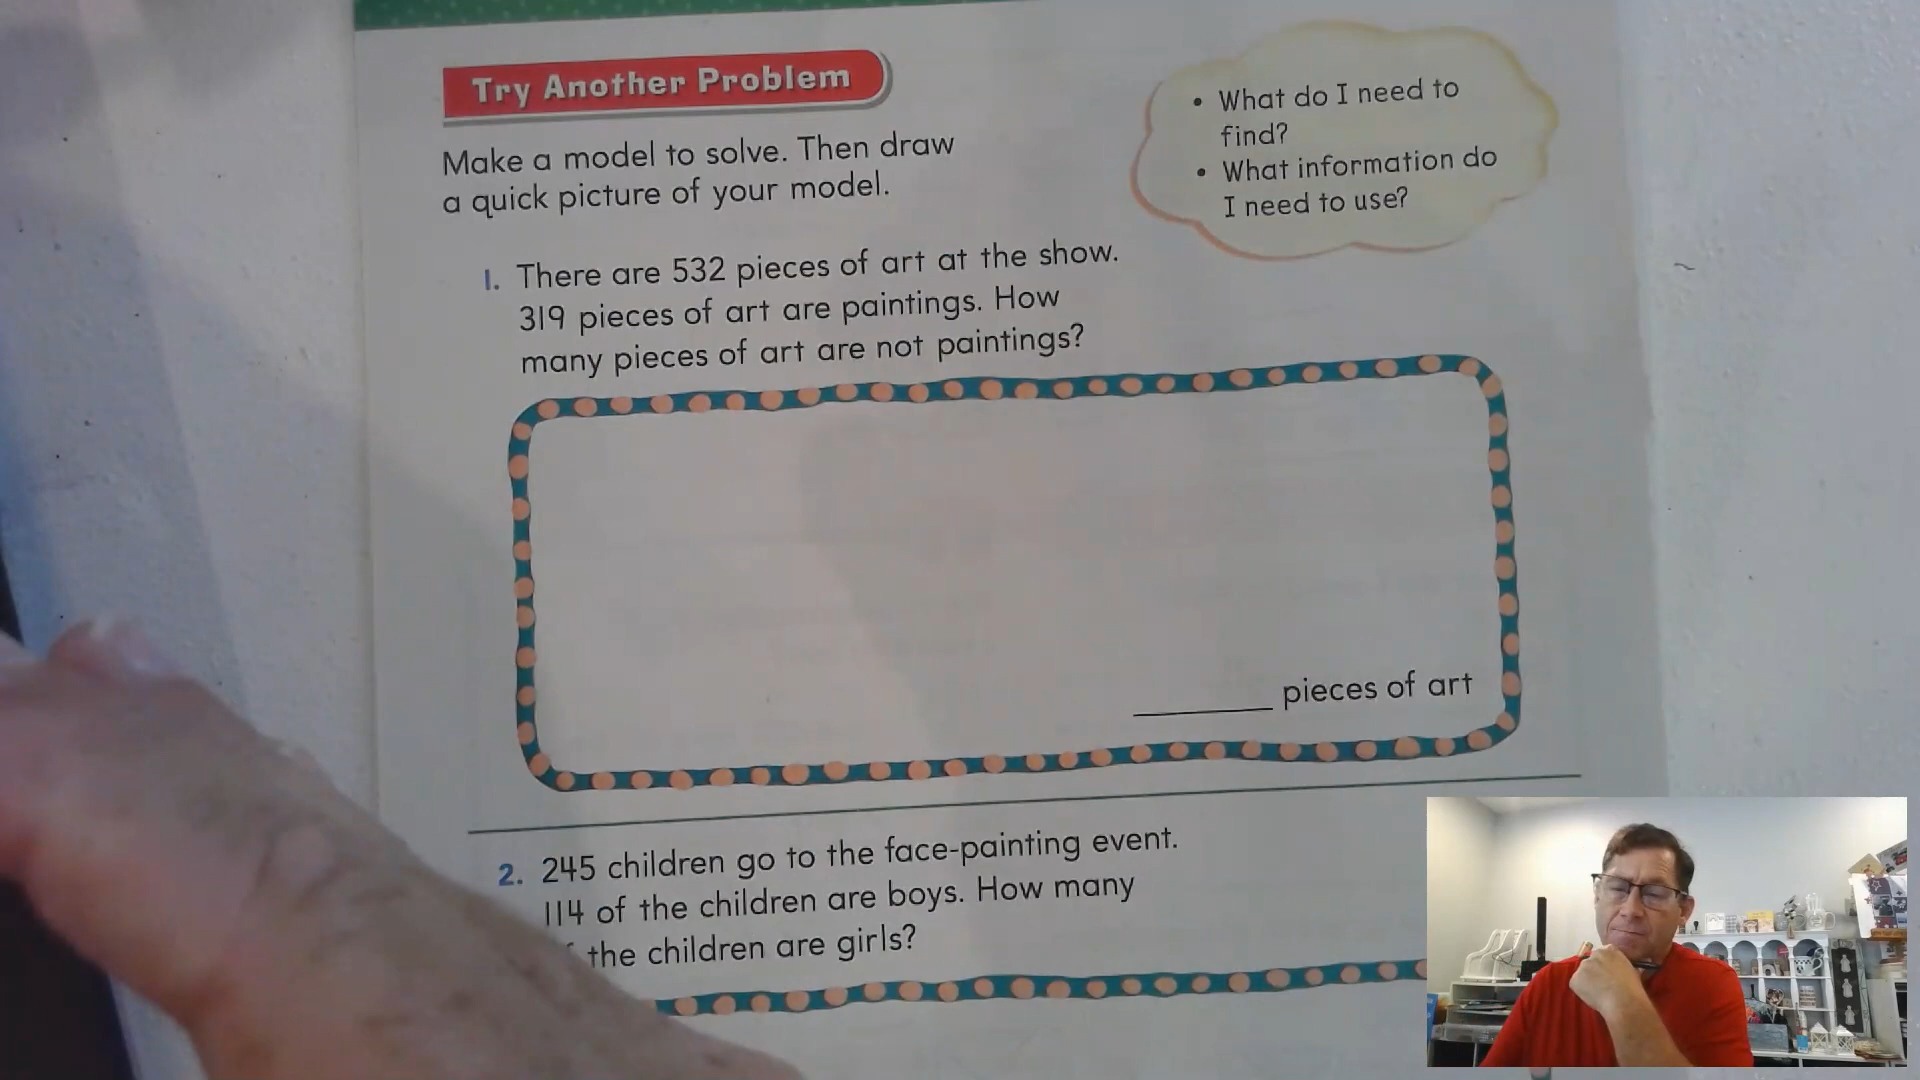 Try Another Problem
Make a model to solve. Then draw
a quick picture of your model.
• What do I need to
find?
• What information do
I need to use?
1. There are 532 pieces of art at the show.
319 pieces of art are paintings. How
many pieces of art are not paintings?
_______ pieces of art
2. 245 children go to the face-painting event.
114 of the children are boys. How many
the children are girls?